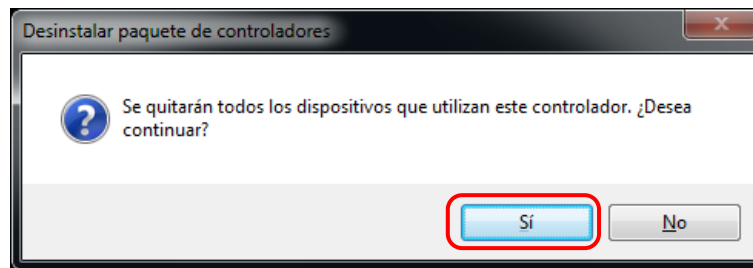 Desinstalar paquete de controladores
Se quitarán todos los dispositivos que utilizan este controlador. ¿Desea
continuar?
Sí
No